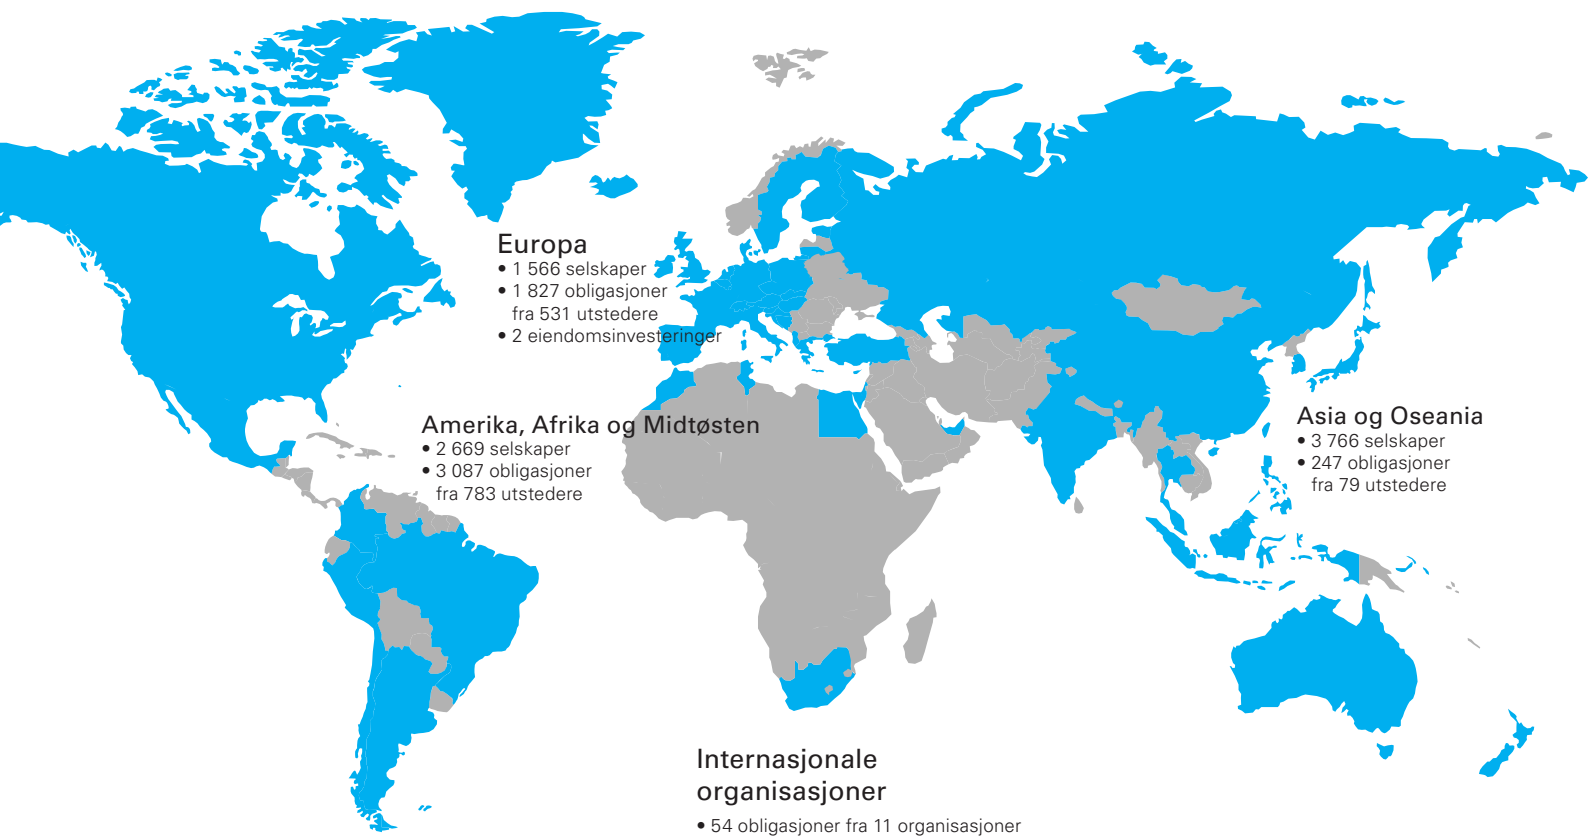 Europa
• 1 566 selskaper
• 1 827 obligasjoner
fra 531 utstedere
• 2 eiendomsinvesteringer
Amerika, Afrika og Midtøsten
• 2 669 selskaper
• 3 087 obligasjoner
fra 783 utstedere
Asia og Oseania
• 3 766 selskaper
• 247 obligasjoner
fra 79 utstedere
Internasjonale
organisasjoner
• 54 obligasjoner fra 11 organisasjoner